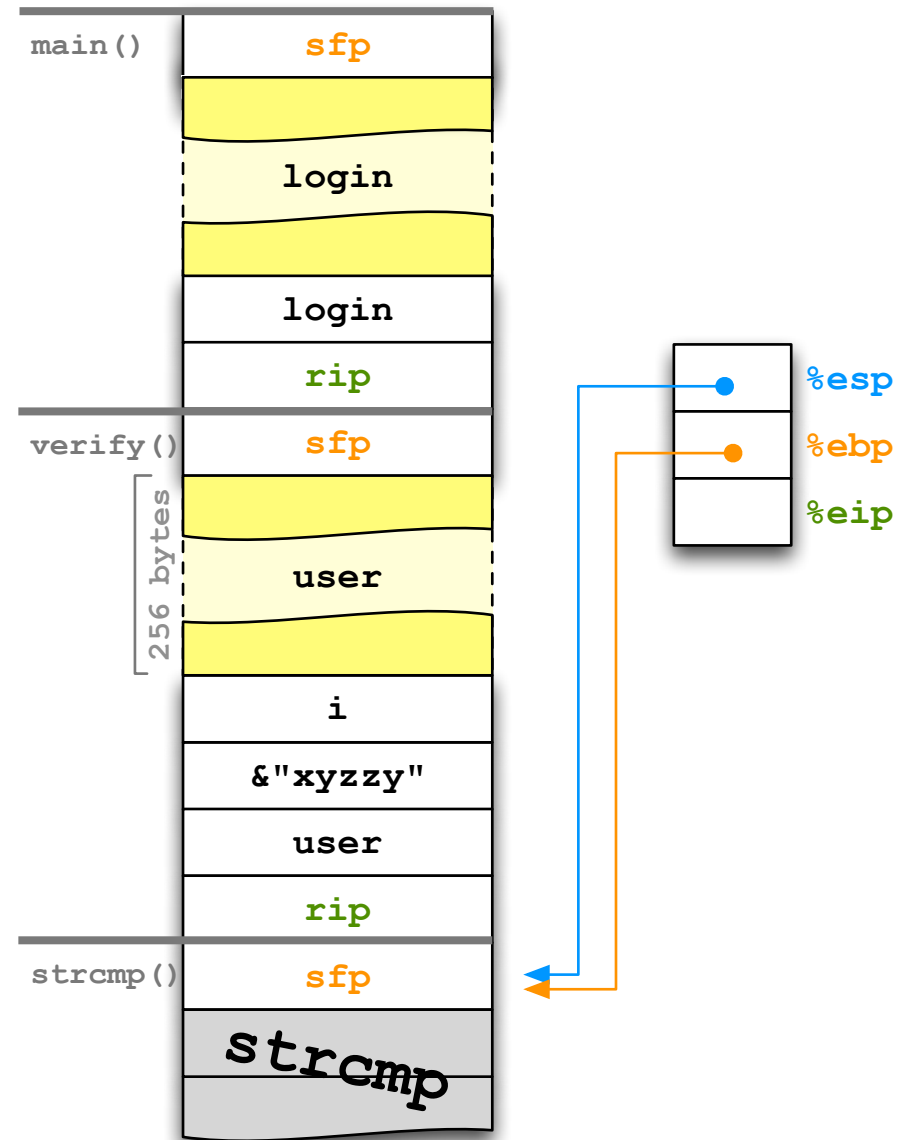 main()
sfp
login
login
rip
%esp
verify()
sfp
%ebp
%eip
256 bytes
user
i
&"xyzzy"
user
rip
strcmp()
sfp
strcmp